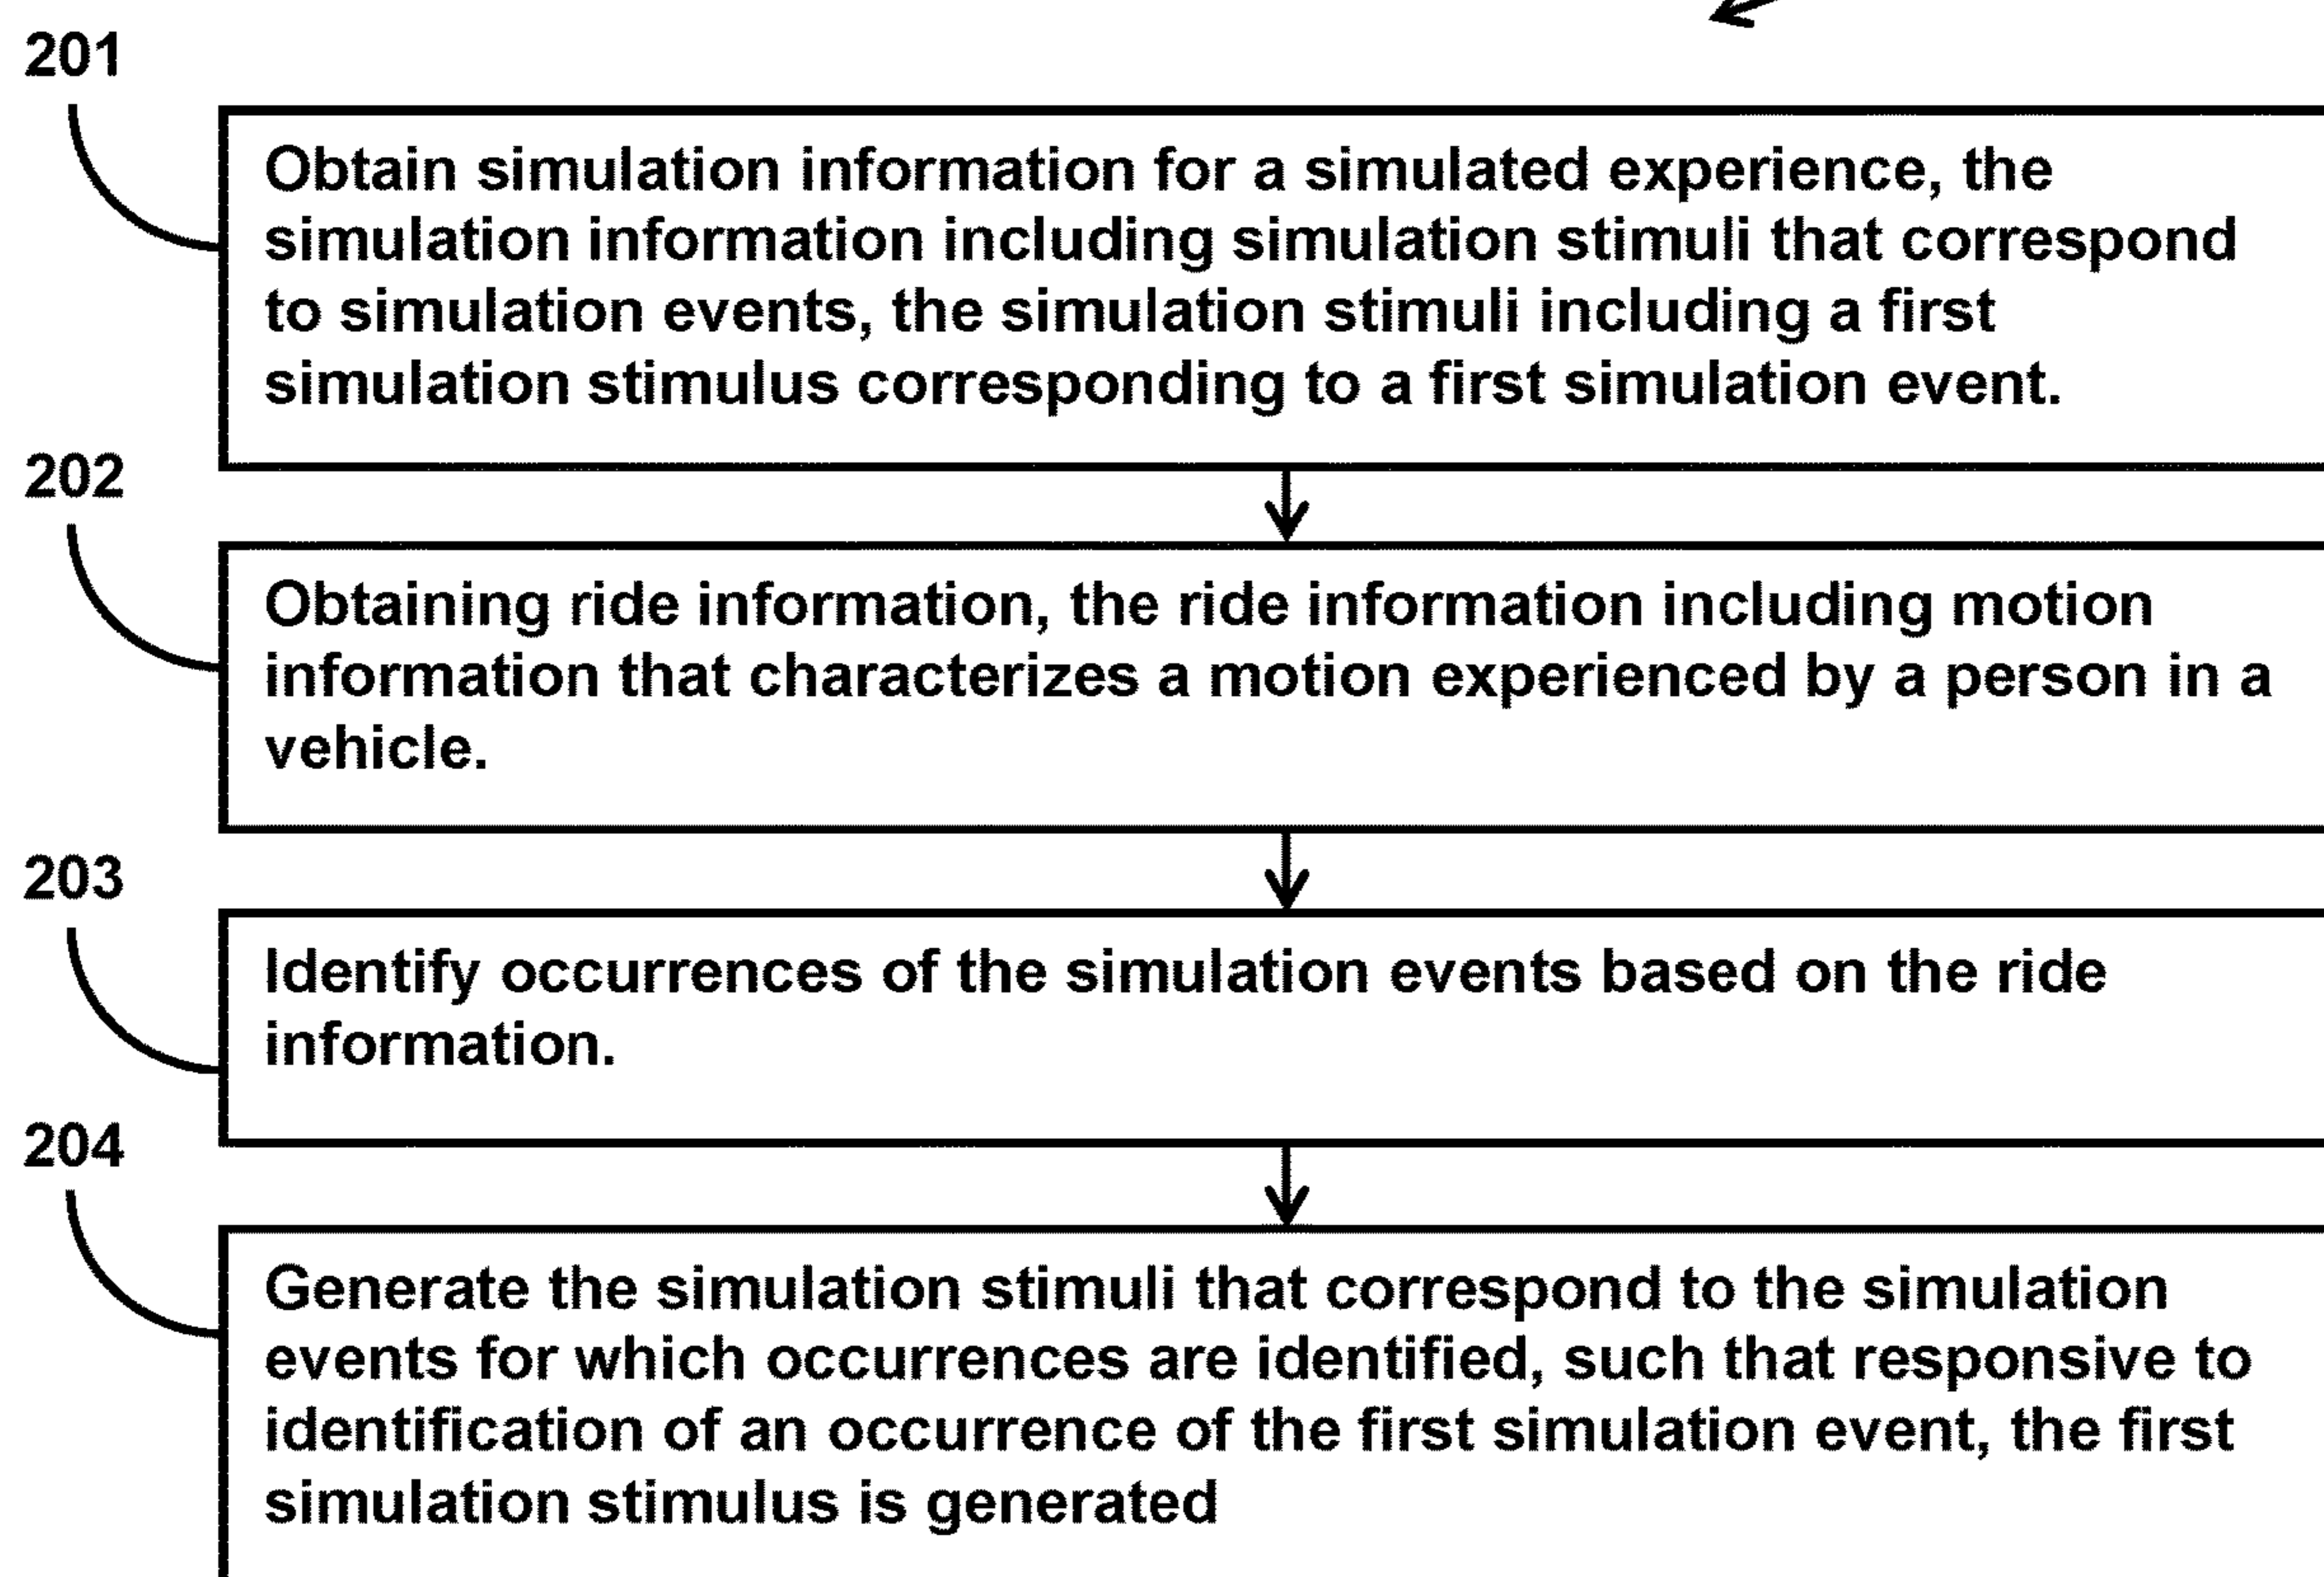 201
Obtain simulation information for a simulated experience, the
simulation information including simulation stimuli that correspond
to simulation events, the simulation stimuli including a first
simulation stimulus corresponding to a first simulation event.
202
Obtaining ride information, the ride information including motion
information that characterizes a motion experienced by a person in a
vehicle.
203
Identify occurrences of the simulation events based on the ride
information.
204
Generate the simulation stimuli that correspond to the simulation
events for which occurrences are identified, such that responsive to
identification of an occurrence of the first simulation event, the first
simulation stimulus is generated